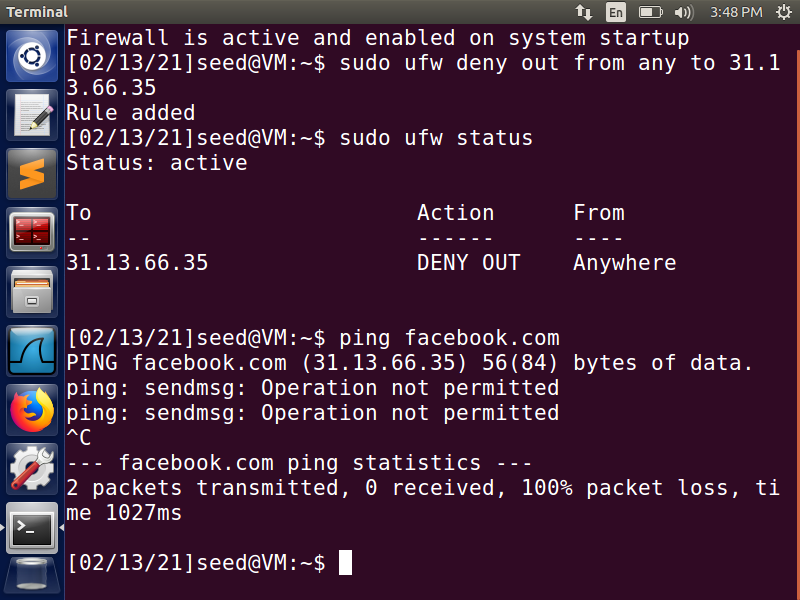 Terminal En 3:48 PM
Firewall is active and enabled on system startup
[02/13/21]seed@VM:~$ sudo ufw deny out from any to 31.1
3.66.35
Rule added
[02/13/21]seed@VM:~$ sudo ufw status
Status: active
To Action From
-- ------ ----
31.13.66.35 DENY OUT Anywhere
[02/13/21]seed@VM:~$ ping facebook.com
PING facebook.com (31.13.66.35) 56(84) bytes of data.
ping: sendmsg: Operation not permitted
ping: sendmsg: Operation not permitted
^C
--- facebook.com ping statistics ---
2 packets transmitted, 0 received, 100% packet loss, ti
me 1027ms
[02/13/21]seed@VM:~$